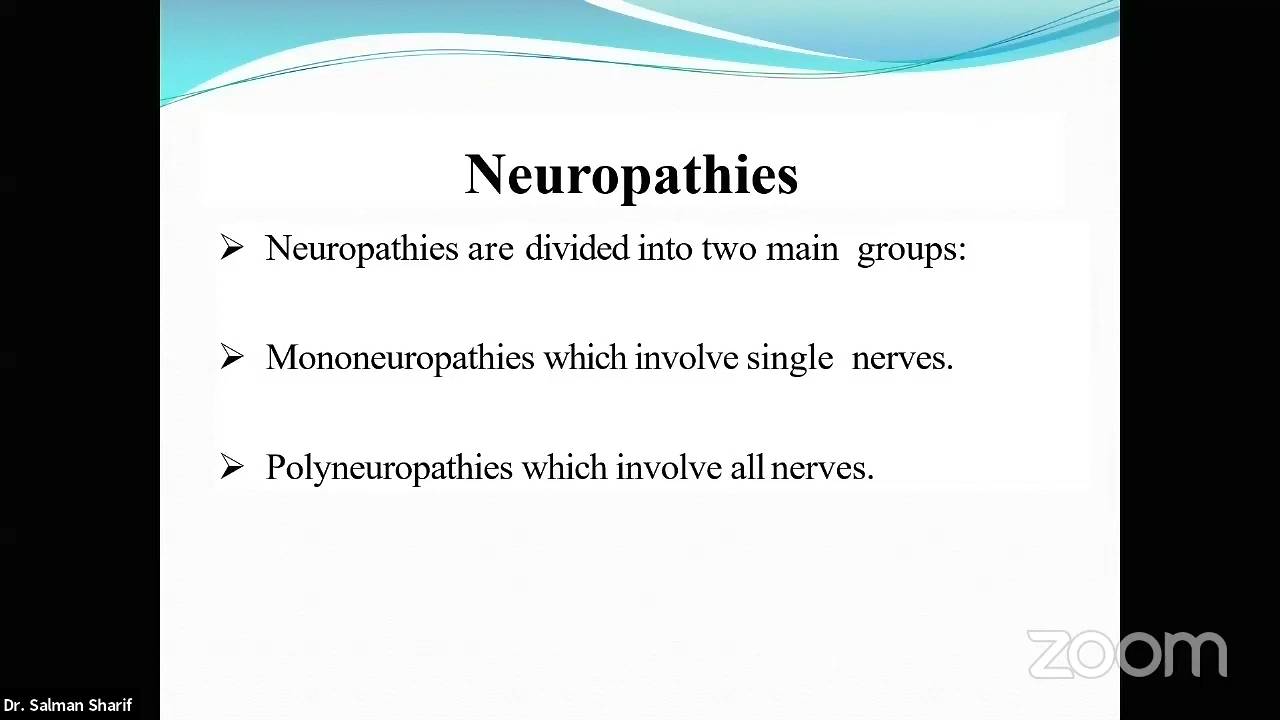 Neuropathies
➢ Neuropathies are divided into two main groups:
➢ Mononeuropathies which involve single nerves.
➢ Polyneuropathies which involve all nerves.
zoom
Dr. Salman Sharif